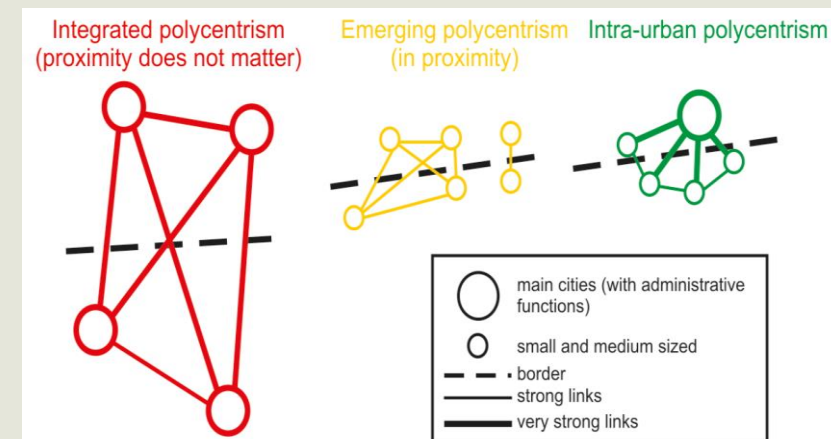 Integrated polycentrism
(proximity does not matter)
Emerging polycentrism
(in proximity)
Intra-urban polycentrism
main cities (with administrative
functions)
small and medium sized
border
strong links
very strong links